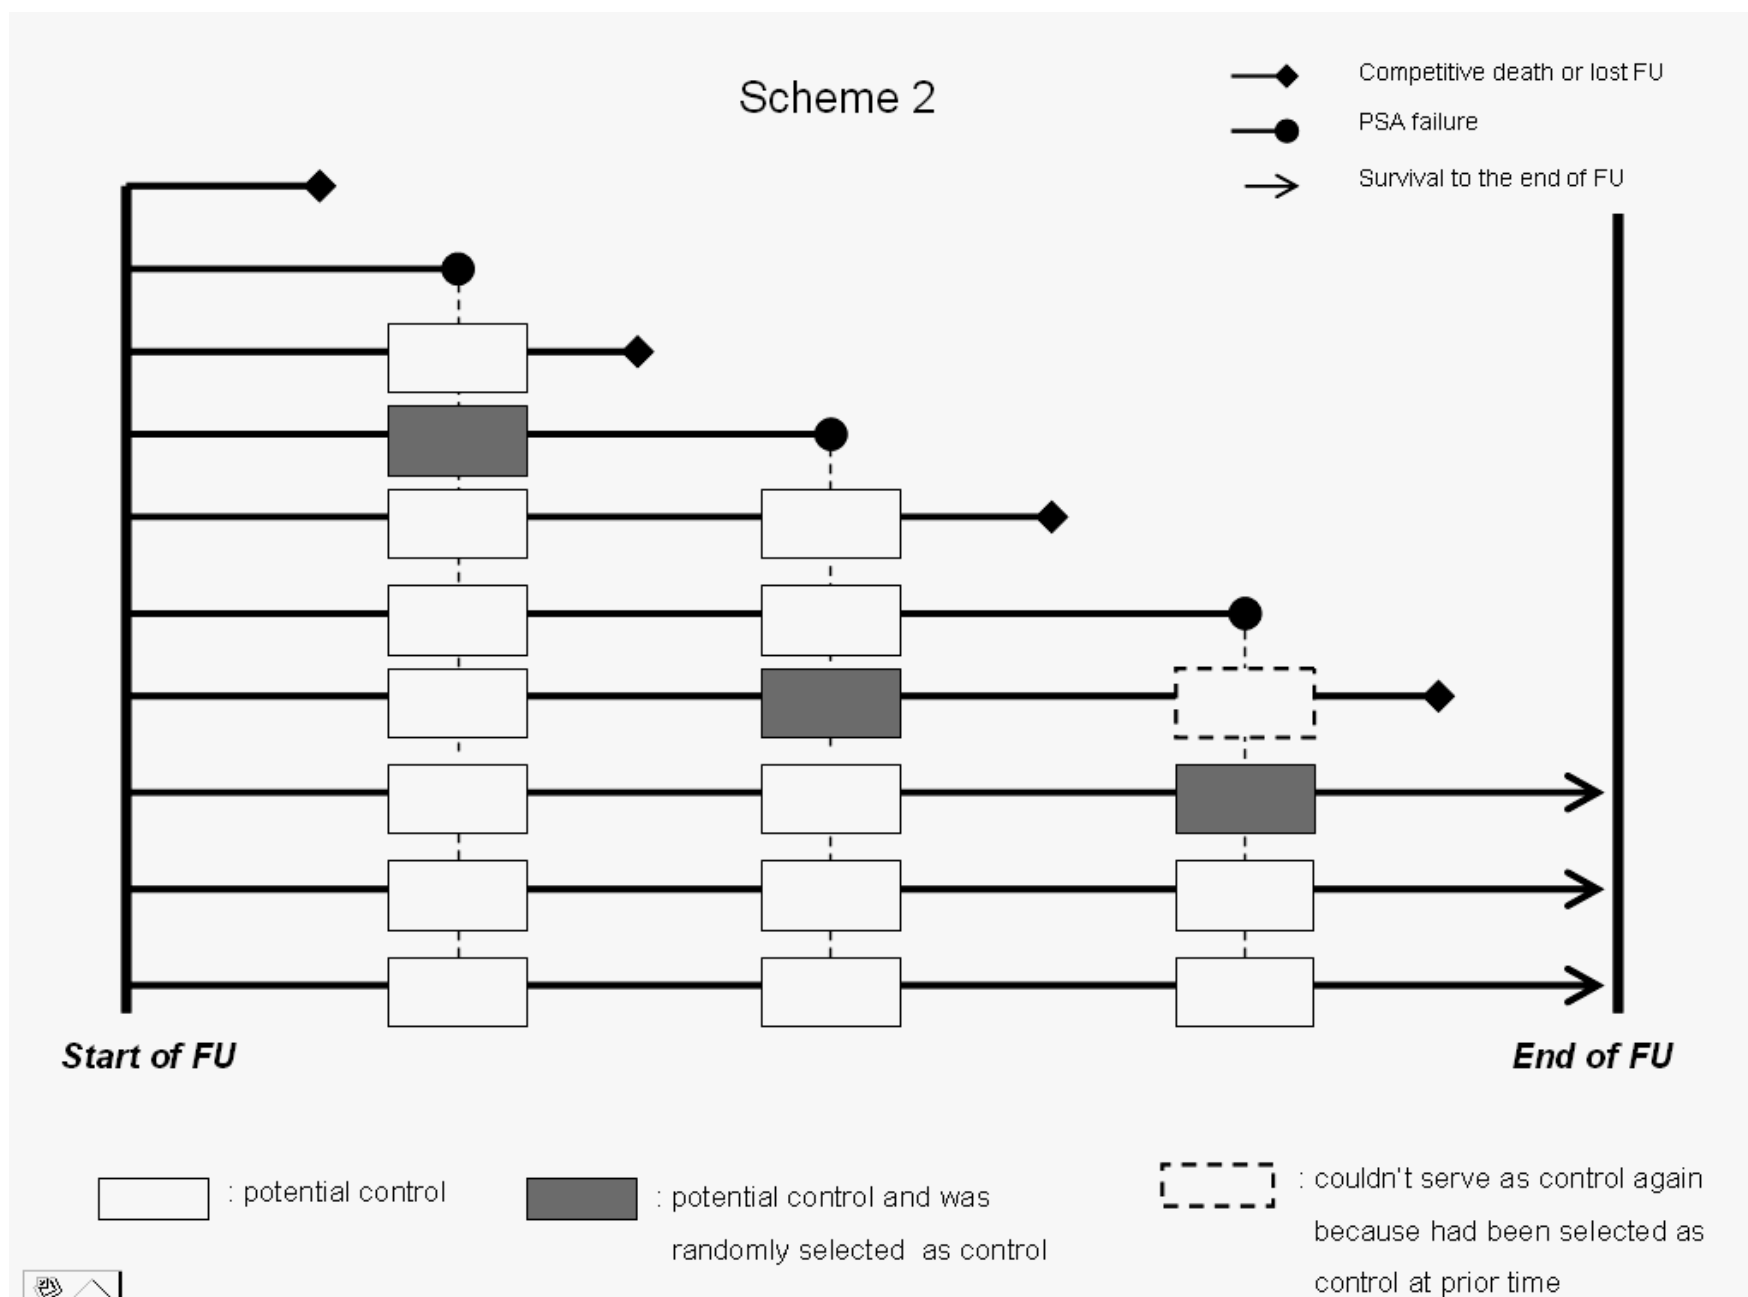 Scheme 2
Competitive death or lost FU
PSA failure
Survival to the end of FU
Start of FU
End of FU
: potential control
: potential control and was
randomly selected as control
: couldn't serve as control again
because had been selected as
control at prior time